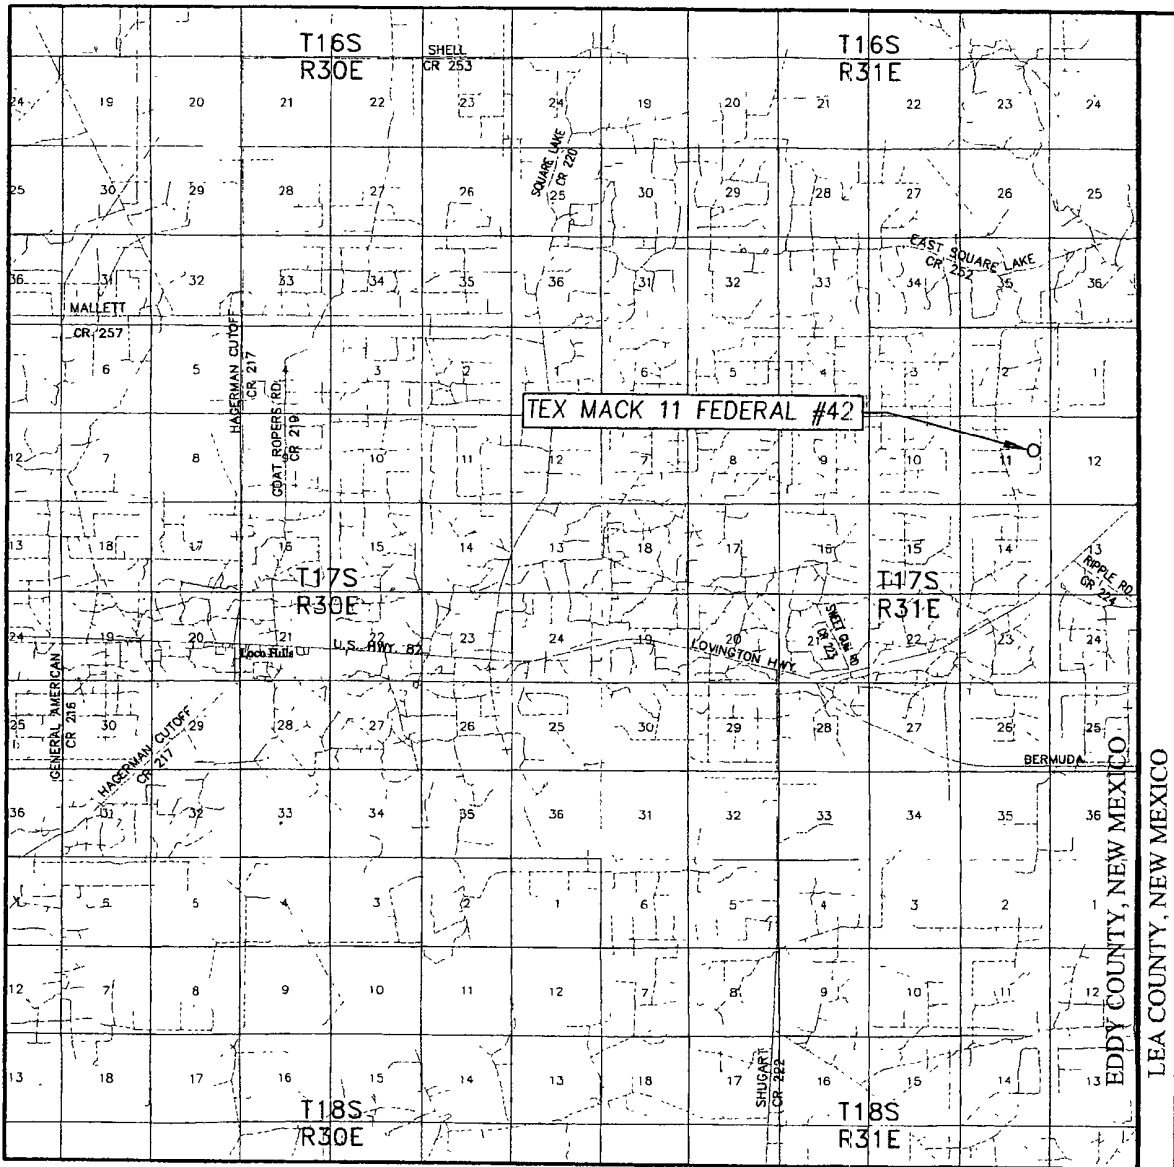 T16S T16S
R30E SHELL R31E
CR 253
24 19 20 21 22 23 24 19 20 21 22 23 24
SQUARE LAKE
CR 220
25 30 29 28 27 26 25 30 29 28 27 26 25
EAST SQUARE LAKE
CR 252
36 31 32 33 34 35 36 31 32 33 34 35 36
MALLETT
CR 257
HAGERMAN CUTOFF
CR 217
6 5 4 3 2 1 6 5 4 3 2 1
GOAT ROPERS RD.
CR 219
TEX MACK 11 FEDERAL #42
12 7 8 9 10 11 12 7 8 9 10 11 12
13 18 17 16 15 14 13 18 17 16 15 14 13
RIPPLE RD.
CR 224
T17S T17S
R30E R31E
24 19 20 21 22 23 24 19 20 21 22 23 24
Loco Hills
U.S. HWY 82
LOVINGTON HWY.
SWEET GUM RD
CR 223
GENERAL AMERICAN
CR 216
25 30 29 28 27 26 25 30 29 28 27 26 25
HAGERMAN CUTOFF
CR 217
BERMUDA
36 31 32 33 34 35 36 31 32 33 34 35 36
EDDY COUNTY, NEW MEXICO
LEA COUNTY, NEW MEXICO
6 5 4 3 2 1 6 5 4 3 2 1
12 7 8 9 10 11 12 7 8 9 10 11 12
13 18 17 16 15 14 13 18 17 16 15 14 13
SHUGART
CR 222
T18S T18S
R30E R31E